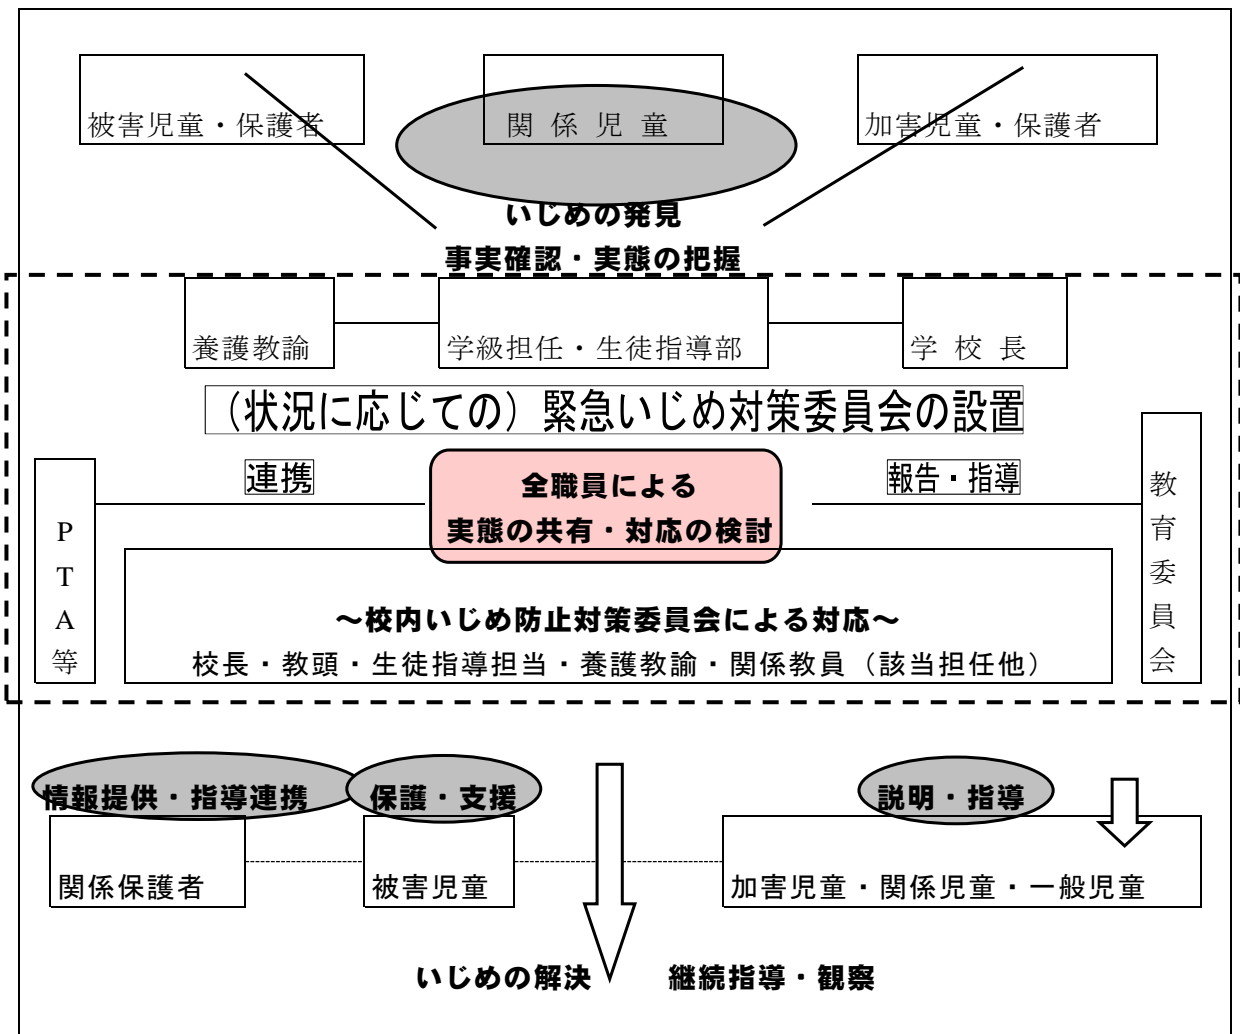 被害児童・保護者
関 係 児 童
加害児童・保護者
いじめの発見
事実確認・実態の把握
養護教諭
学級担任・生徒指導部
学 校 長
（状況に応じての）緊急いじめ対策委員会の設置
連携
全職員による
実態の共有・対応の検討
報告・指導
PTA等
教育委員会
～校内いじめ防止対策委員会による対応～
校長・教頭・生徒指導担当・養護教諭・関係教員（該当担任他）
情報提供・指導連携
保護・支援
説明・指導
関係保護者
被害児童
加害児童・関係児童・一般児童
いじめの解決
継続指導・観察